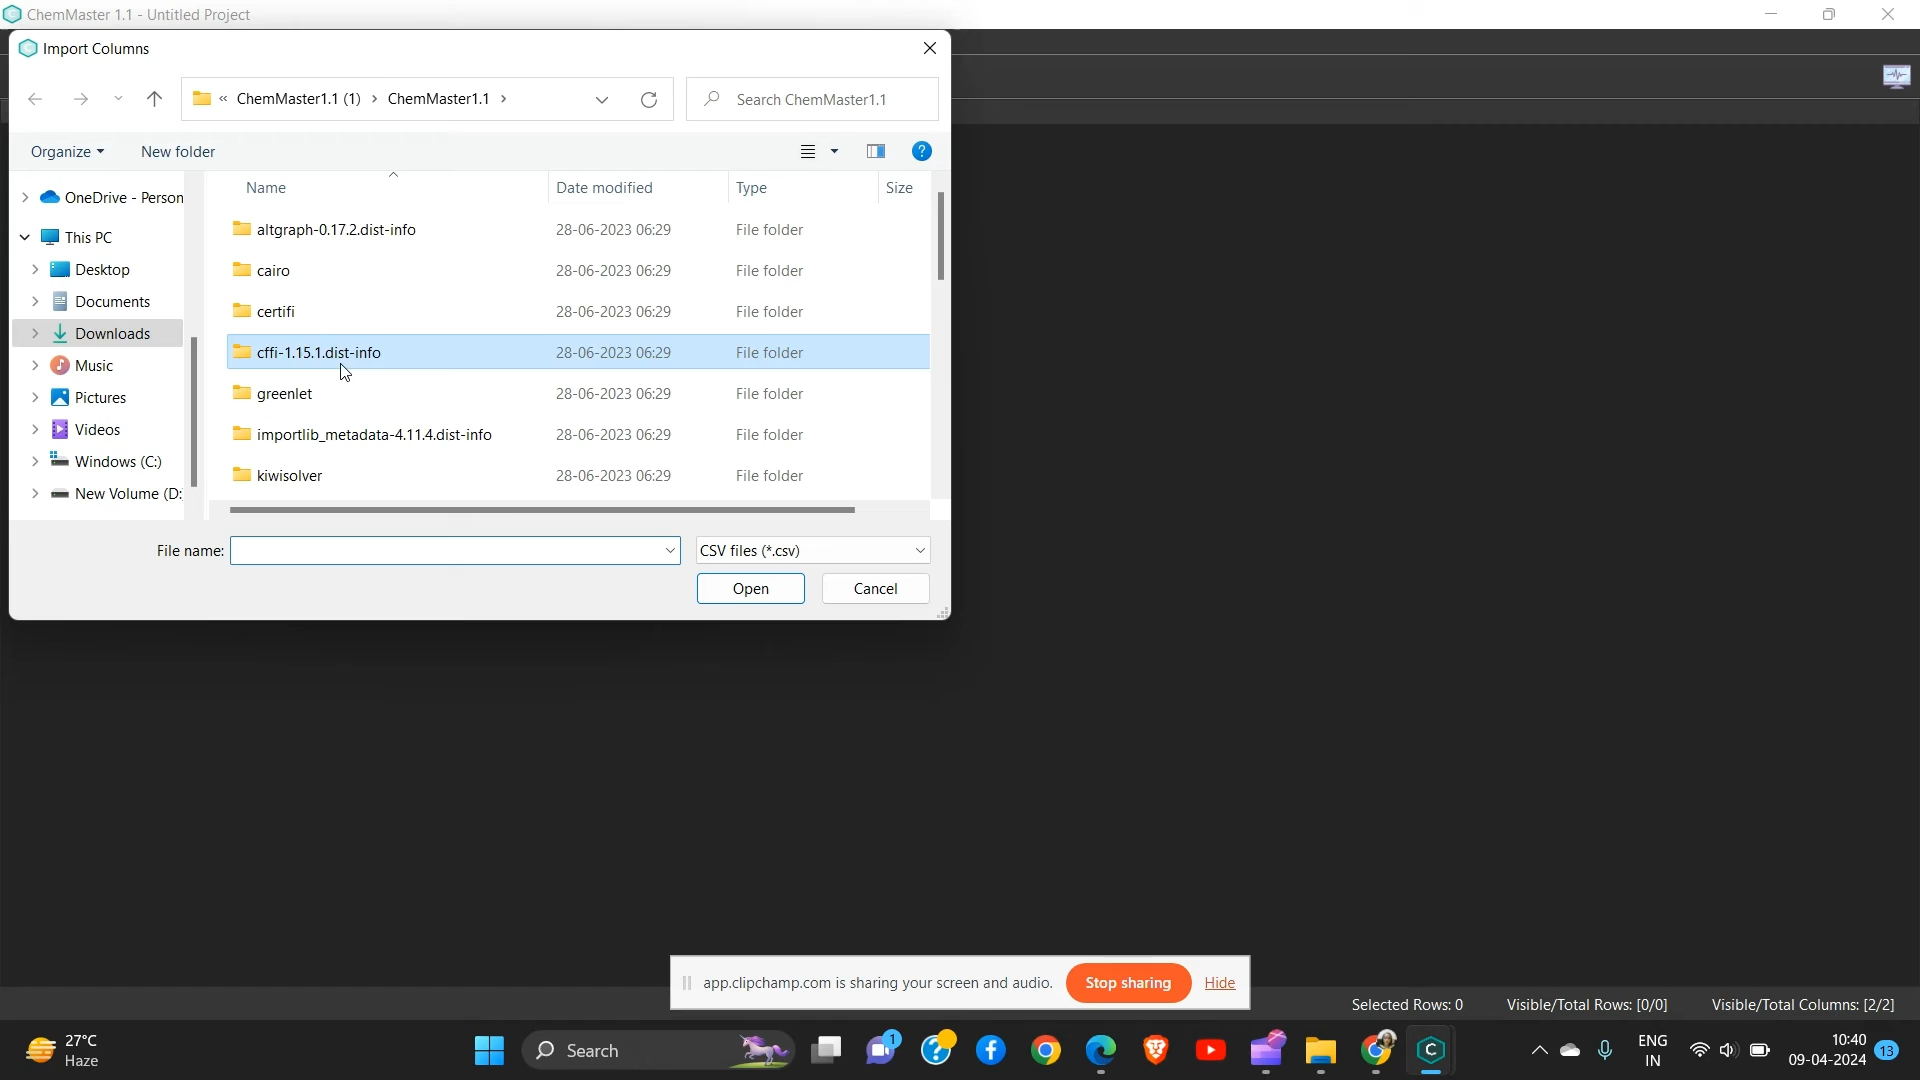 ChemMaster 1.1 - Untitled Project
Import Columns
« ChemMaster1.1 (1) › ChemMaster1.1 ›
Search ChemMaster1.1
Organize
New folder
?
Name
Date modified
Type
Size
OneDrive - Person
This PC
Desktop
Documents
Downloads
Music
Pictures
Videos
Windows (C:)
New Volume (D:
altgraph-0.17.2.dist-info 28-06-2023 06:29 File folder
cairo 28-06-2023 06:29 File folder
certifi 28-06-2023 06:29 File folder
cffi-1.15.1.dist-info 28-06-2023 06:29 File folder
greenlet 28-06-2023 06:29 File folder
importlib_metadata-4.11.4.dist-info 28-06-2023 06:29 File folder
kiwisolver 28-06-2023 06:29 File folder
File name:
CSV files (*.csv)
Open
Cancel
app.clipchamp.com is sharing your screen and audio.
Stop sharing
Hide
Selected Rows: 0
Visible/Total Rows: [0/0]
Visible/Total Columns: [2/2]
27°C
Haze
Search
1
ENG
IN
10:40
09-04-2024
13